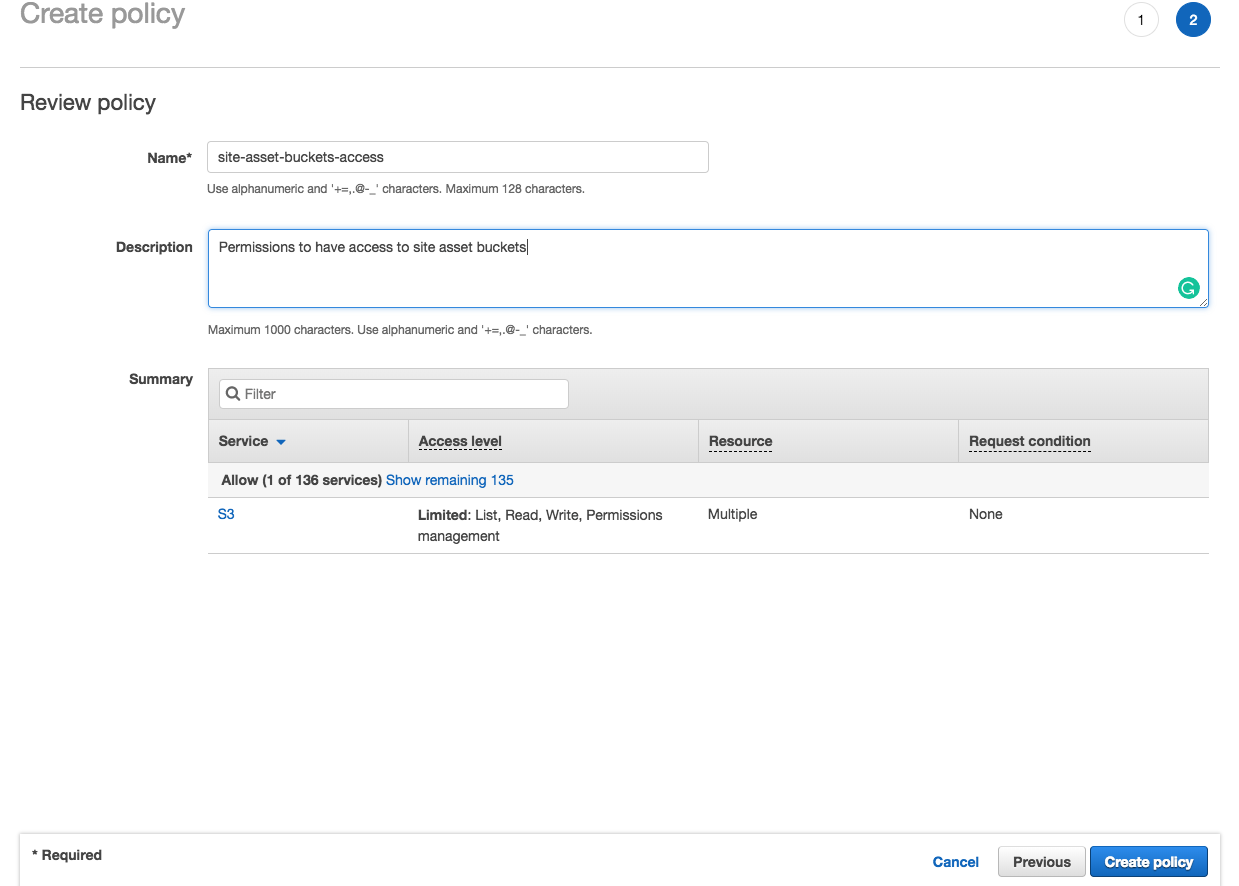 Create policy
1
2
Review policy
Name*
site-asset-buckets-access
Use alphanumeric and '+=,.@-_' characters. Maximum 128 characters.
Description
Permissions to have access to site asset buckets
Maximum 1000 characters. Use alphanumeric and '+=,.@-_' characters.
Summary
Filter
Service
Access level
Resource
Request condition
Allow (1 of 136 services) Show remaining 135
S3
Limited: List, Read, Write, Permissions
management
Multiple
None
* Required
Cancel
Previous
Create policy